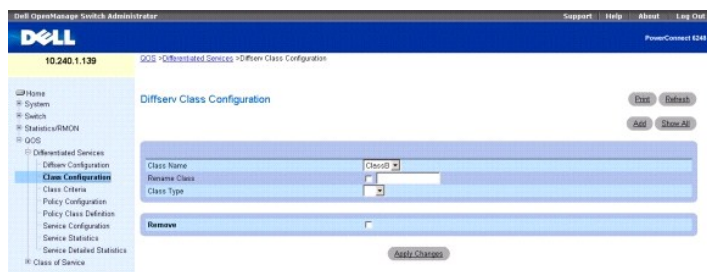 Dell OpenManage Switch Administrator
Support Help About Log Out
DELL
PowerConnect 6248
10.240.1.139
QOS >Differentiated Services >Diffserv Class Configuration
Home
System
Switch
Statistics/RMON
QOS
Differentiated Services
Diffserv Configuration
Class Configuration
Class Criteria
Policy Configuration
Policy Class Definition
Service Configuration
Service Statistics
Service Detailed Statistics
Class of Service
Diffserv Class Configuration
Print Refresh
Add Show All
Class Name ClassB
Rename Class
Class Type
Remove
Apply Changes